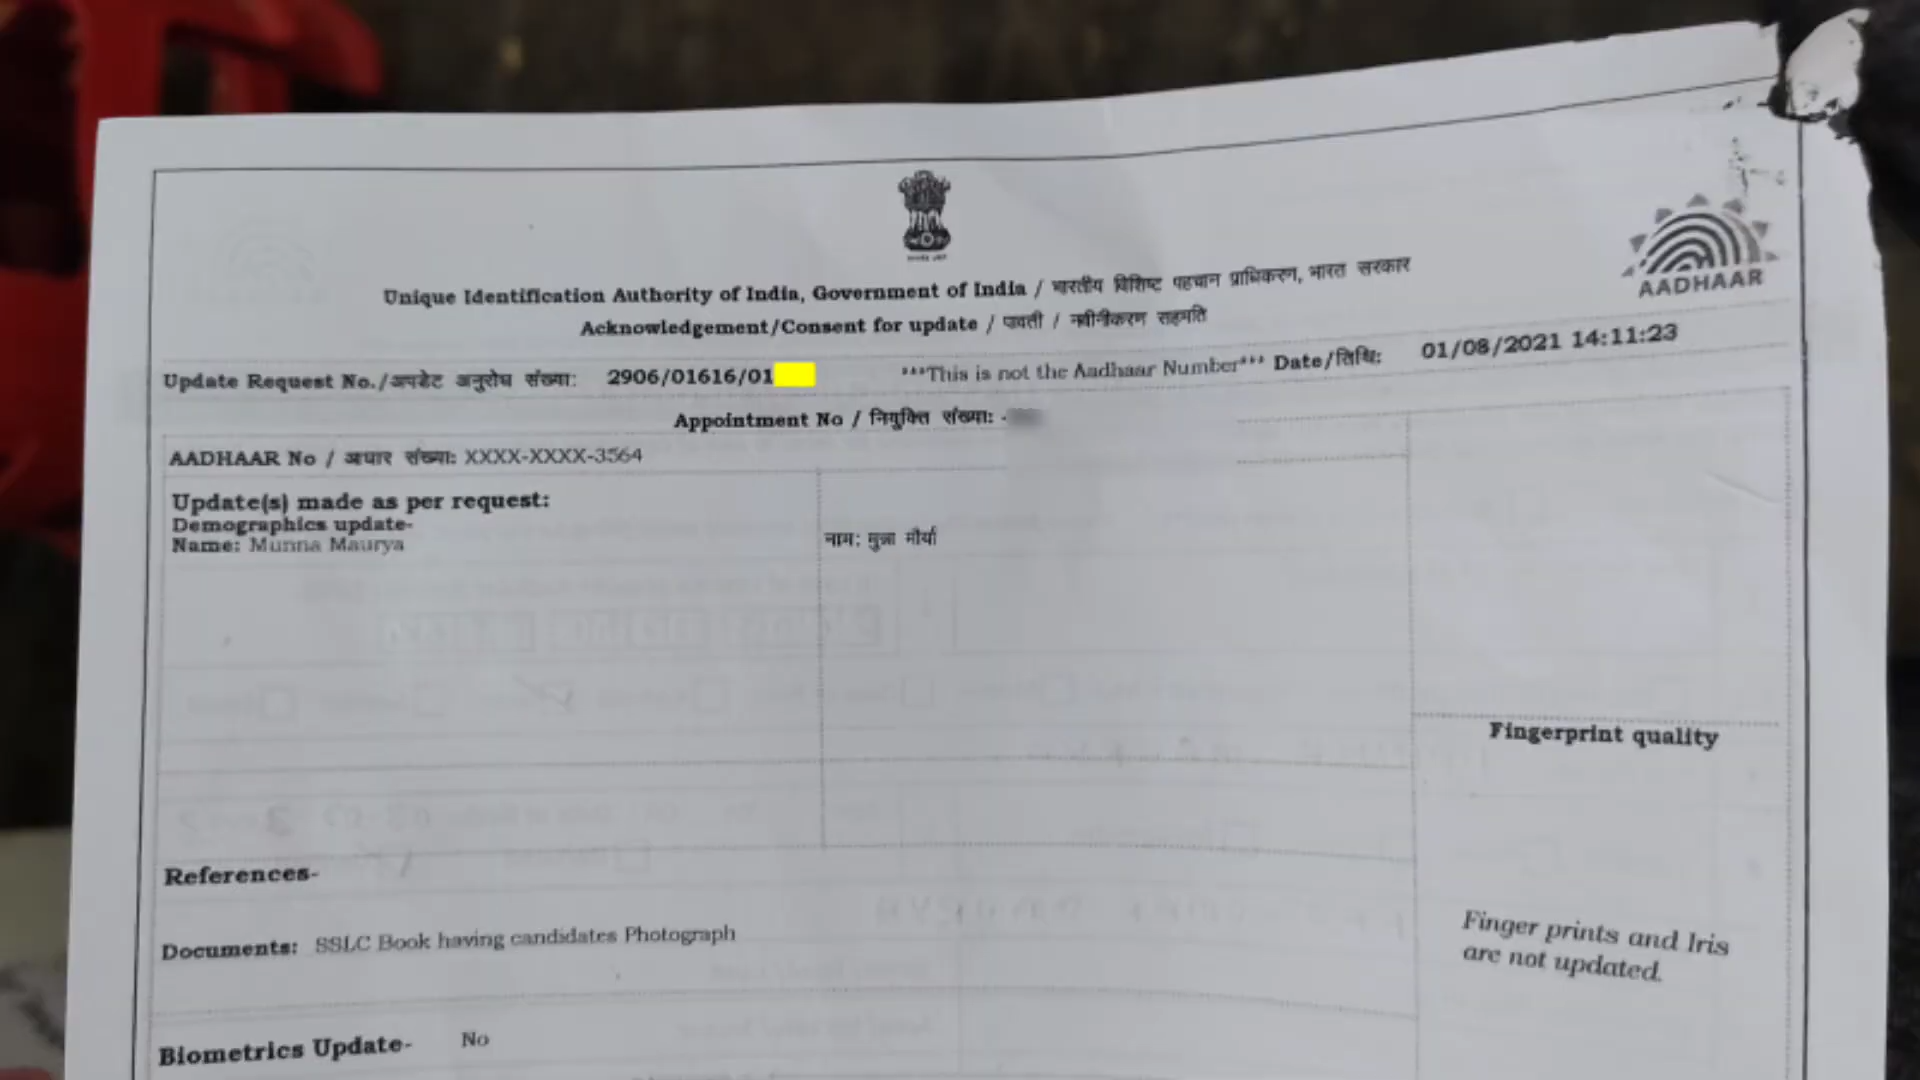 AADHAAR
Unique Identification Authority of India, Government of India / भारतीय विशिष्ट पहचान प्राधिकरण, भारत सरकार
Acknowledgement/Consent for update / पावती / नवीनीकरण सहमति
Update Request No./अपडेट अनुरोध संख्या: 2906/01616/01 ***This is not the Aadhaar Number*** Date/तिथि: 01/08/2021 14:11:23
Appointment No / नियुक्ति संख्या: -
AADHAAR No / आधार संख्या: XXXX-XXXX-3564
Update(s) made as per request:
Demographics update-
Name: Munna Maurya नाम: मुन्ना मौर्या
Fingerprint quality
References-
Documents: SSLC Book having candidates Photograph
Finger prints and Iris
are not updated.
Biometrics Update- No